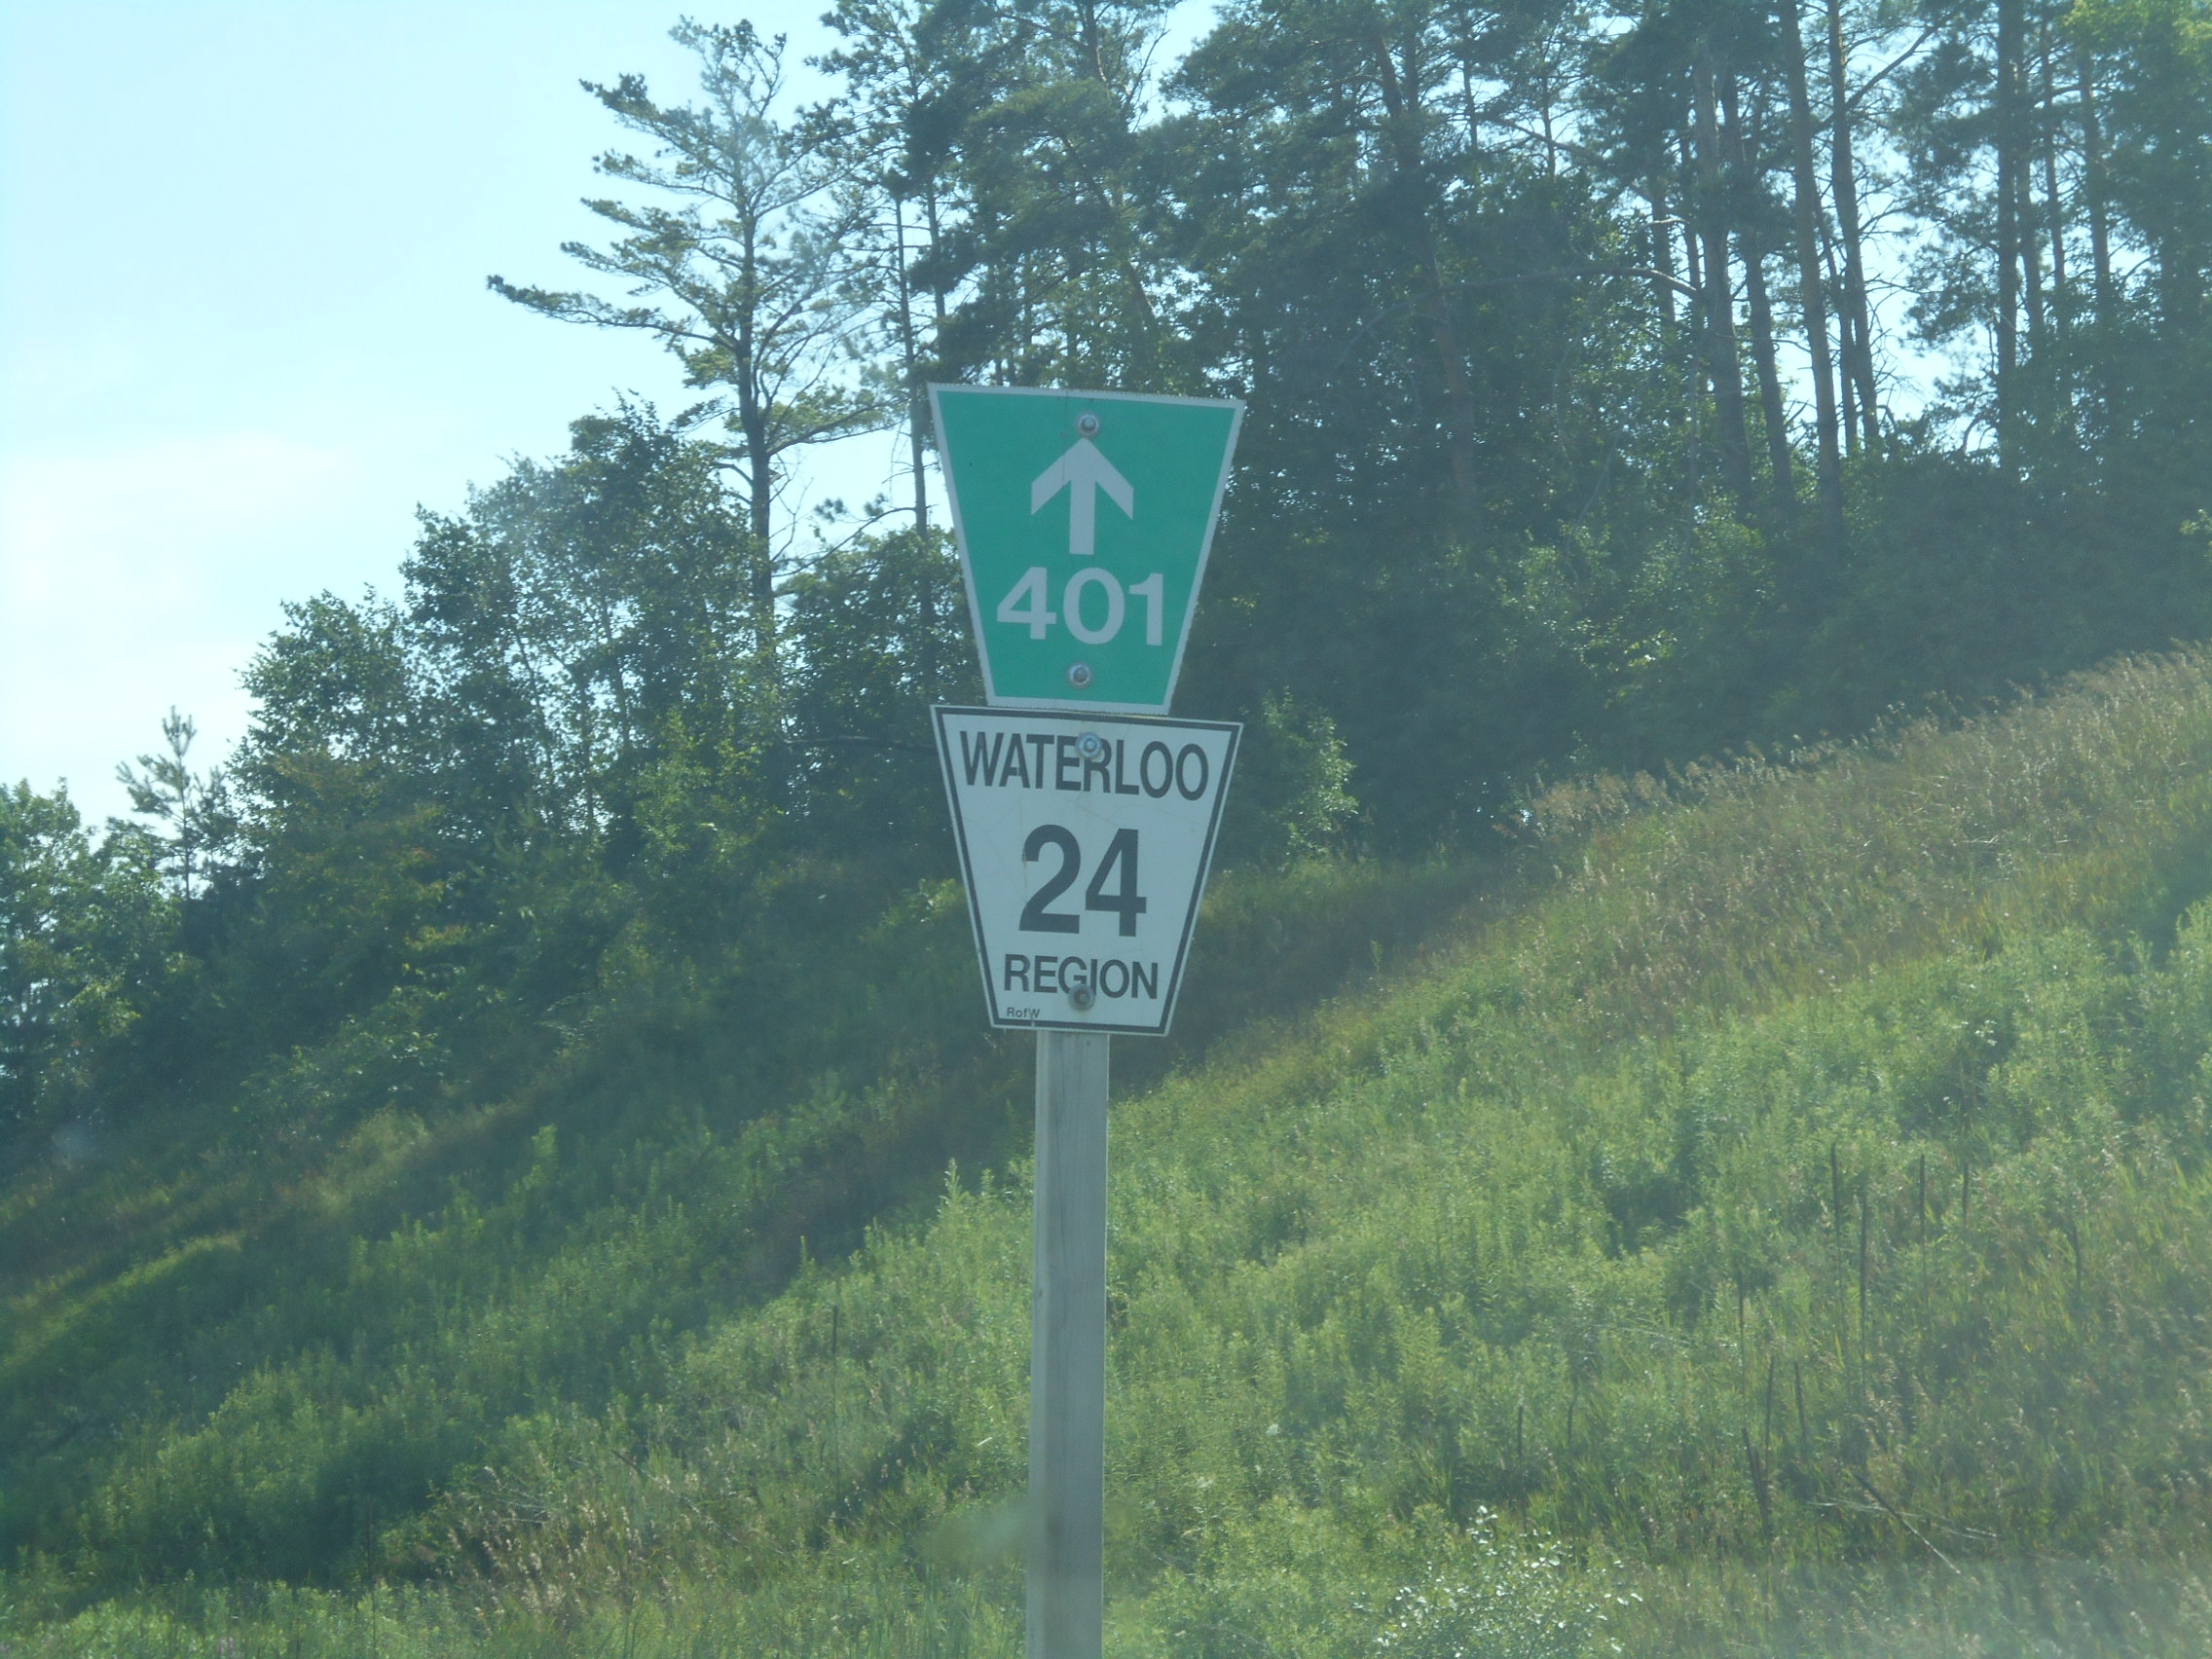 401
WATERLOO
24
REGION
RofW